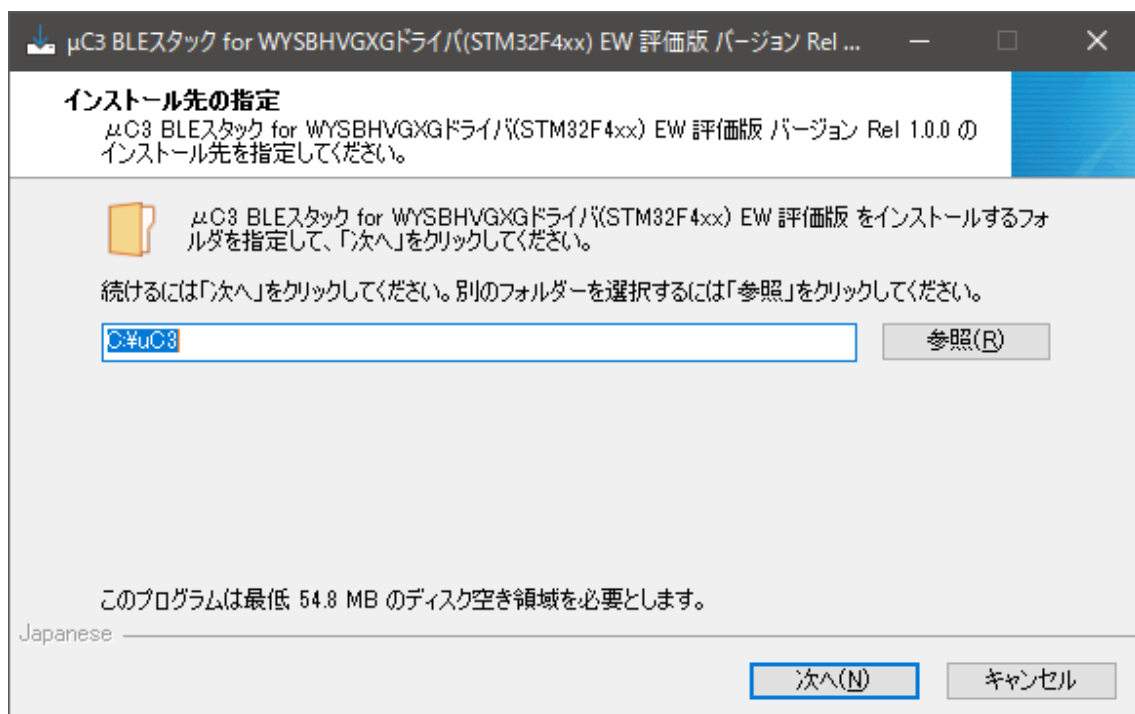 μC3 BLEスタック for WYSBHVGXGドライバ(STM32F4xx) EW 評価版 バージョン Rel ...
インストール先の指定
μC3 BLEスタック for WYSBHVGXGドライバ(STM32F4xx) EW 評価版 バージョン Rel 1.0.0 の
インストール先を指定してください。
μC3 BLEスタック for WYSBHVGXGドライバ(STM32F4xx) EW 評価版 をインストールするフォ
ルダを指定して、「次へ」をクリックしてください。
続けるには「次へ」をクリックしてください。別のフォルダーを選択するには「参照」をクリックしてください。
C:¥uC3
参照(R)
このプログラムは最低 54.8 MB のディスク空き領域を必要とします。
Japanese
次へ(N)
キャンセル